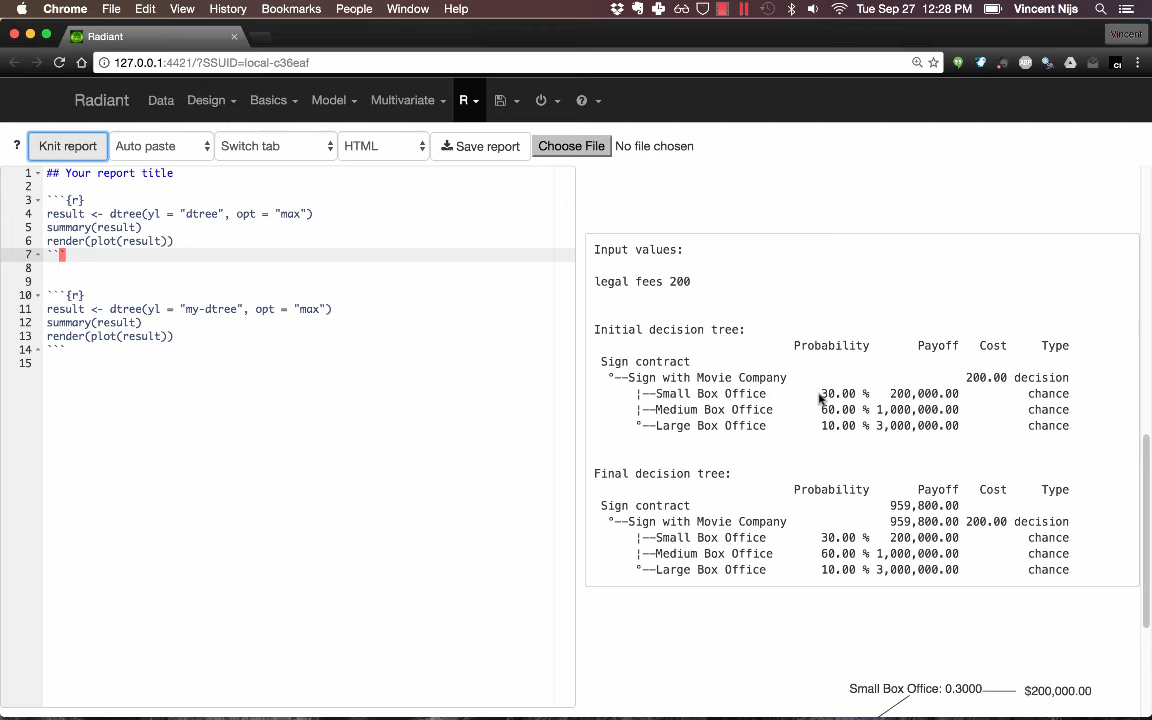 Chrome File Edit View History Bookmarks People Window Help Tue Sep 27 12:28 PM Vincent Nijs
Radiant Vincent
127.0.0.1:4421/?SSUID=local-c36eaf ABP CI
Radiant Data Design Basics Model Multivariate R
? Knit report Auto paste Switch tab HTML Save report Choose File No file chosen
1 ## Your report title
2
3 ```{r}
4 result <- dtree(yl = "dtree", opt = "max")
5 summary(result)
6 render(plot(result))
7 ```
8
9
10 ```{r}
11 result <- dtree(yl = "my-dtree", opt = "max")
12 summary(result)
13 render(plot(result))
14 ```
15
Input values:
legal fees 200
Initial decision tree:
Probability Payoff Cost Type
Sign contract
°--Sign with Movie Company 200.00 decision
¦--Small Box Office 30.00 % 200,000.00 chance
¦--Medium Box Office 60.00 % 1,000,000.00 chance
°--Large Box Office 10.00 % 3,000,000.00 chance
Final decision tree:
Probability Payoff Cost Type
Sign contract 959,800.00
°--Sign with Movie Company 959,800.00 200.00 decision
¦--Small Box Office 30.00 % 200,000.00 chance
¦--Medium Box Office 60.00 % 1,000,000.00 chance
°--Large Box Office 10.00 % 3,000,000.00 chance
Small Box Office: 0.3000 $200,000.00